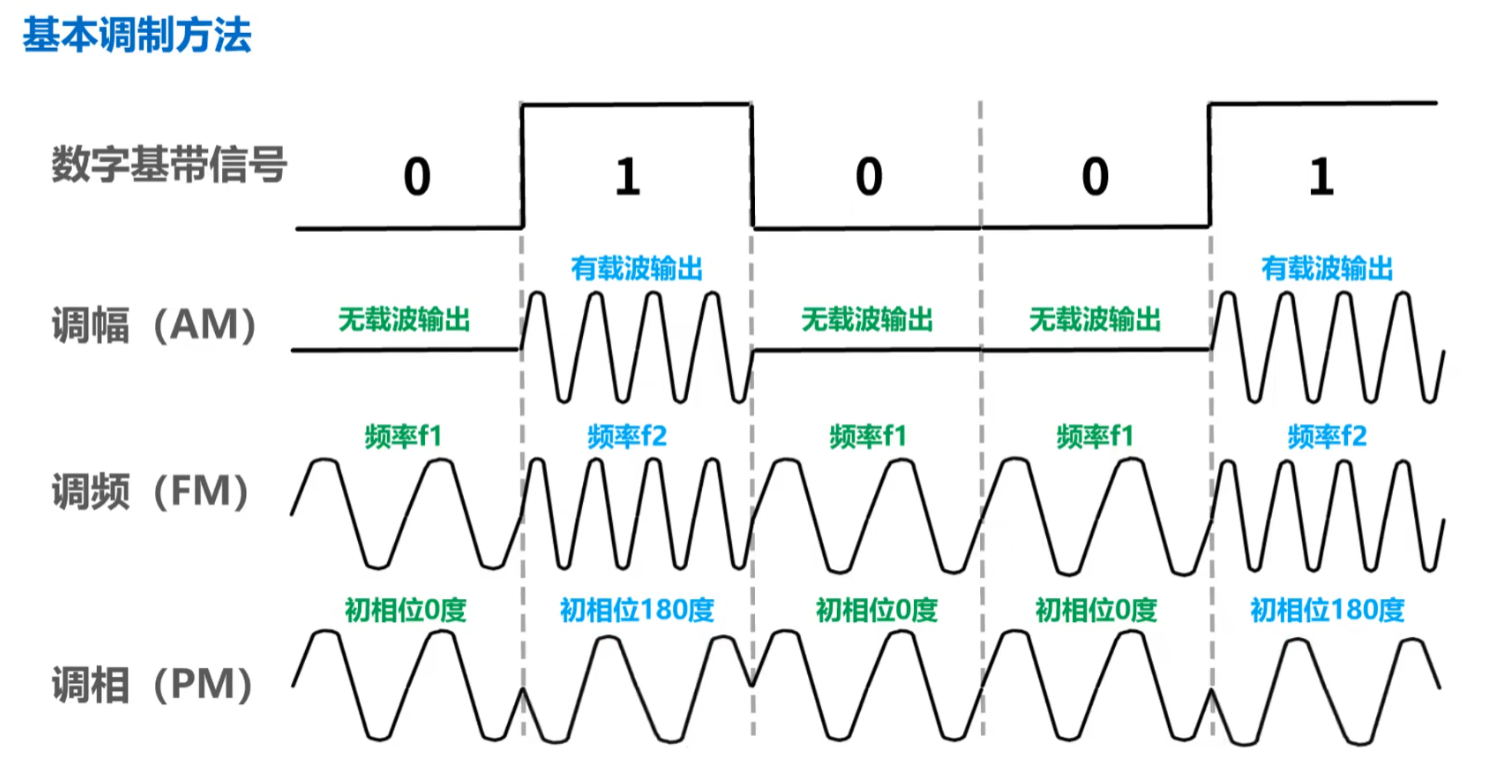 基本调制方法
数字基带信号
0 1 0 0 1
有载波输出 有载波输出
调幅（AM） 无载波输出 无载波输出 无载波输出
频率f1 频率f2 频率f1 频率f1 频率f2
调频（FM）
初相位0度 初相位180度 初相位0度 初相位0度 初相位180度
调相（PM）